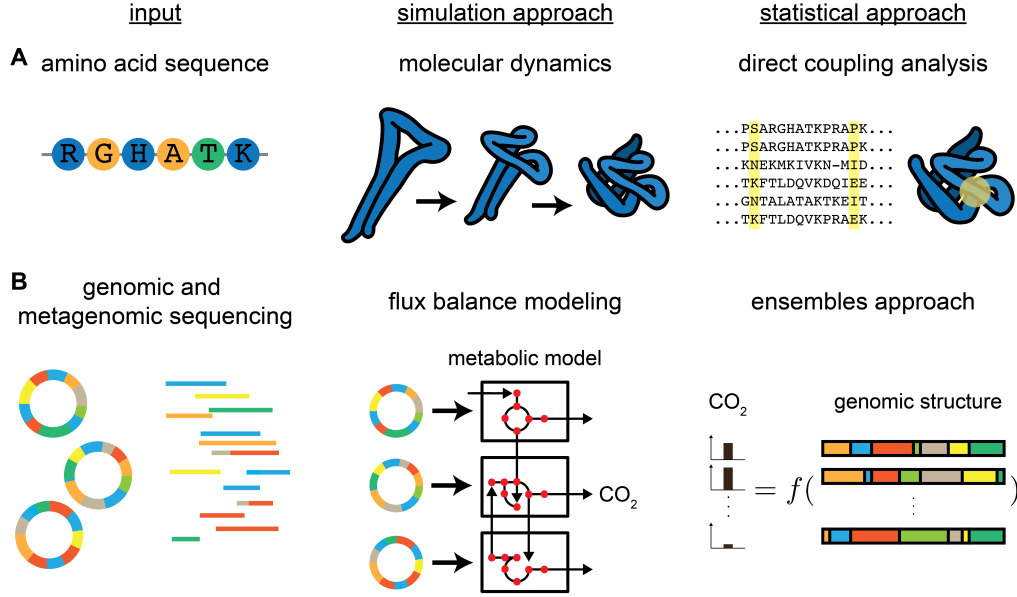 input
simulation approach
statistical approach
A
amino acid sequence
molecular dynamics
direct coupling analysis
R G H A T K
...PSARGHATKPRAPK...
...PSARGHATKPRAPK...
...KNEKMKIVKN-MID...
...TKFTLDQVKDQIEE...
...GNTALATAKTKEIT...
...TKFTLDQVKPRAEK...
B
genomic and
metagenomic sequencing
flux balance modeling
ensembles approach
metabolic model
CO2
CO2
genomic structure
= f( )